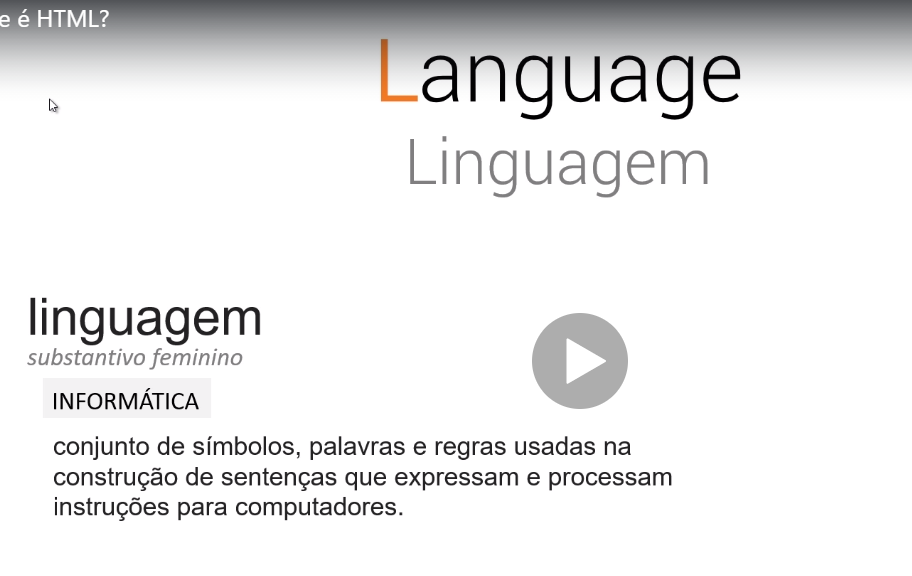 e é HTML?
Language
Linguagem
linguagem
substantivo feminino
INFORMÁTICA
conjunto de símbolos, palavras e regras usadas na
construção de sentenças que expressam e processam
instruções para computadores.